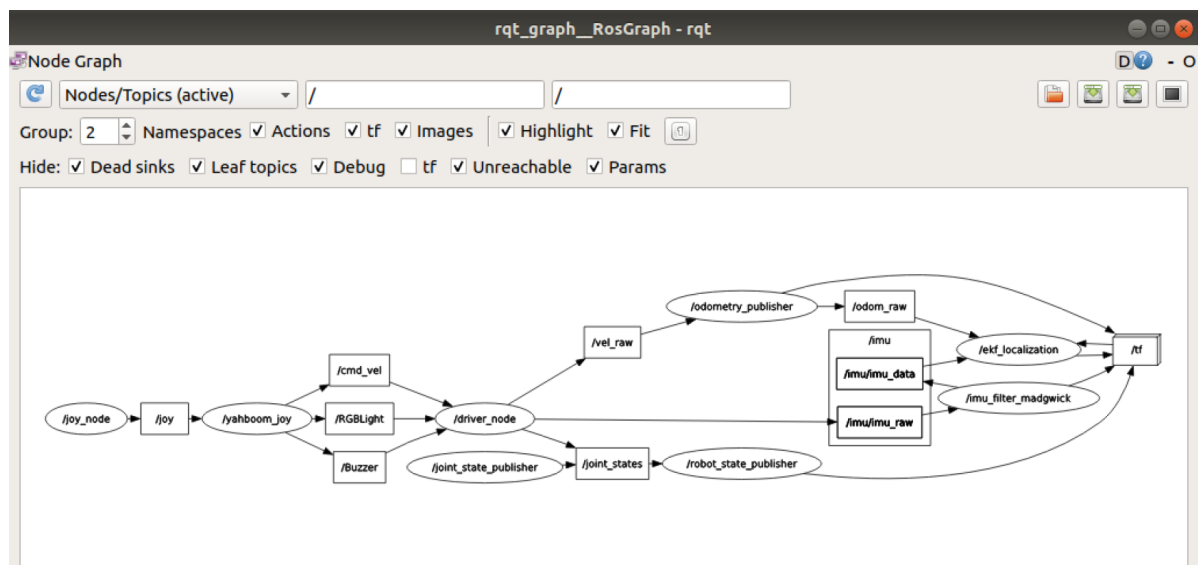 rqt_graph__RosGraph - rqt
Node Graph D ? - O
Nodes/Topics (active) / /
Group: 2 Namespaces Actions tf Images Highlight Fit
Hide: Dead sinks Leaf topics Debug tf Unreachable Params
/odometry_publisher /odom_raw
/vel_raw /imu /ekf_localization /tf
/cmd_vel /imu/imu_data
/imu_filter_madgwick
/joy_node /joy /yahboom_joy /RGBLight /driver_node /imu/imu_raw
/Buzzer /joint_state_publisher /joint_states /robot_state_publisher